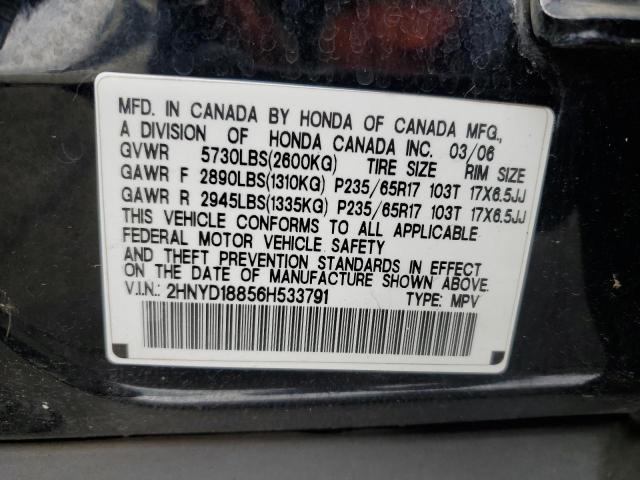 MFD. IN CANADA BY HONDA OF CANADA MFG.,
A DIVISION OF HONDA CANADA INC. 03/06
GVWR 5730LBS(2600KG) TIRE SIZE RIM SIZE
GAWR F 2890LBS(1310KG) P235/65R17 103T 17X6.5JJ
GAWR R 2945LBS(1335KG) P235/65R17 103T 17X6.5JJ
THIS VEHICLE CONFORMS TO ALL APPLICABLE
FEDERAL MOTOR VEHICLE SAFETY
AND THEFT PREVENTION STANDARDS IN EFFECT
ON THE DATE OF MANUFACTURE SHOWN ABOVE.
V.I.N.: 2HNYD18856H533791 TYPE: MPV